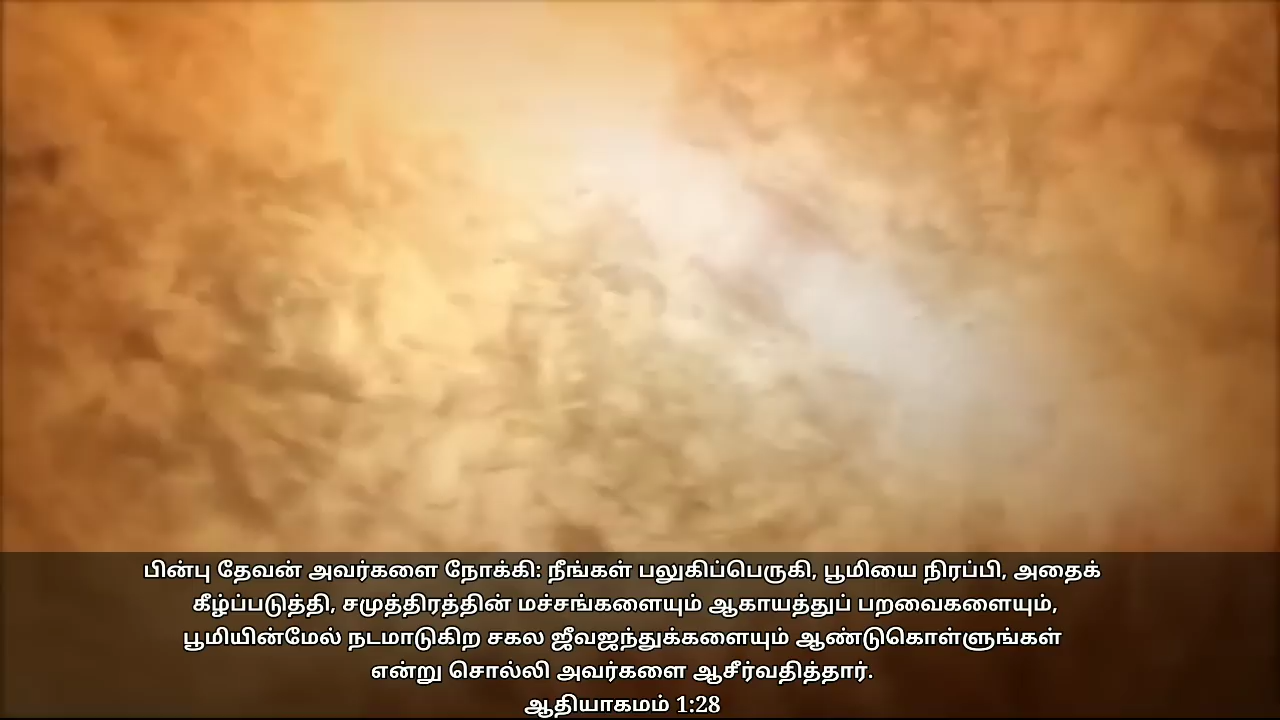 பின்பு தேவன் அவர்களை நோக்கி: நீங்கள் பலுகிப்பெருகி, பூமியை நிரப்பி, அதைக்
கீழ்ப்படுத்தி, சமுத்திரத்தின் மச்சங்களையும் ஆகாயத்துப் பறவைகளையும்,
பூமியின்மேல் நடமாடுகிற சகல ஜீவஜந்துக்களையும் ஆண்டுகொள்ளுங்கள்
என்று சொல்லி அவர்களை ஆசீர்வதித்தார்.
ஆதியாகமம் 1:28